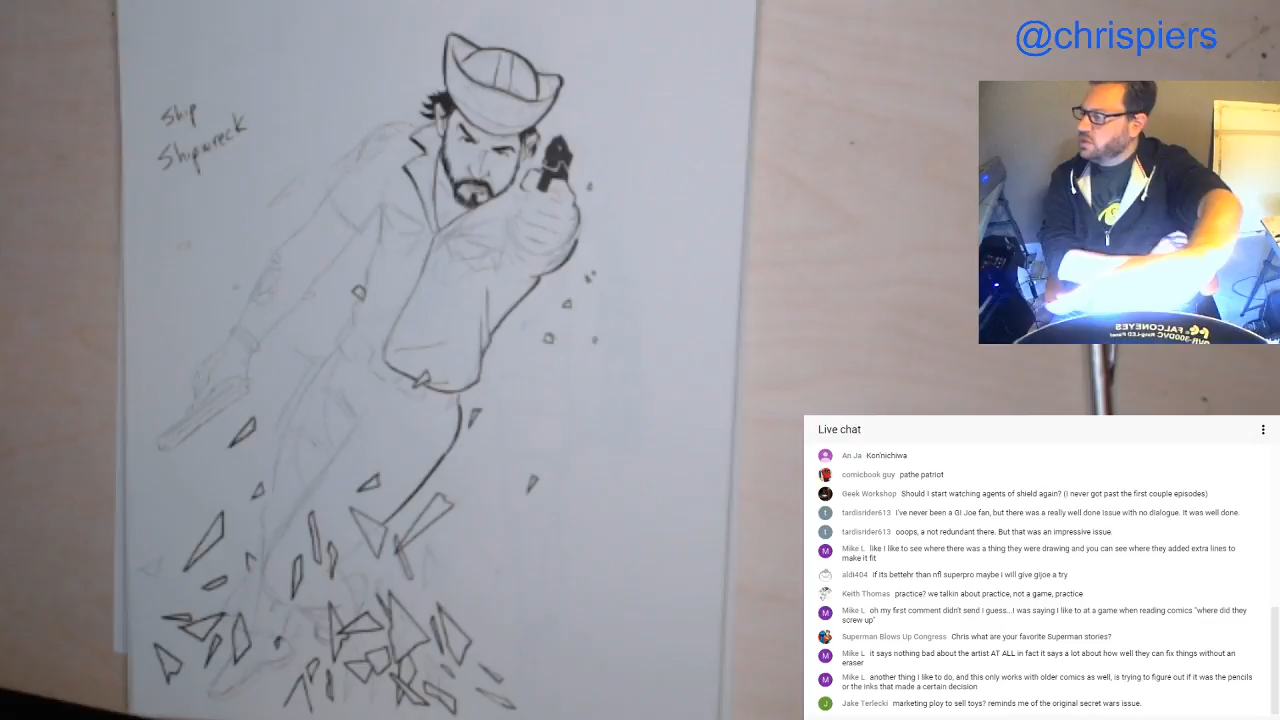 @chrispiers
Ship
Shipwreck
FALCONEYES
Live chat
An Ja Kon'nichiwa
comicbook guy pathe patriot
Geek Workshop Should I start watching agents of shield again? (I never got past the first couple episodes)
tardisrider613 I've never been a GI Joe fan, but there was a really well done issue with no dialogue. It was well done.
tardisrider613 ooops, a not redundant there. But that was an impressive issue.
M Mike L like I like to see where there was a thing they were drawing and you can see where they added extra lines to
make it fit
aldi404 If its bettehr than nfl superpro maybe i will give gijoe a try
Keith Thomas practice? we talkin about practice, not a game, practice
M Mike L oh my first comment didn't send I guess...I was saying I like to at a game when reading comics "where did they
screw up"
Superman Blows Up Congress Chris what are your favorite Superman stories?
M Mike L it says nothing bad about the artist AT ALL in fact it says a lot about how well they can fix things without an
eraser
M Mike L another thing i like to do, and this only works with older comics as well, is trying to figure out if it was the pencils
or the inks that made a certain decision
J Jake Terlecki marketing ploy to sell toys? reminds me of the original secret wars issue.